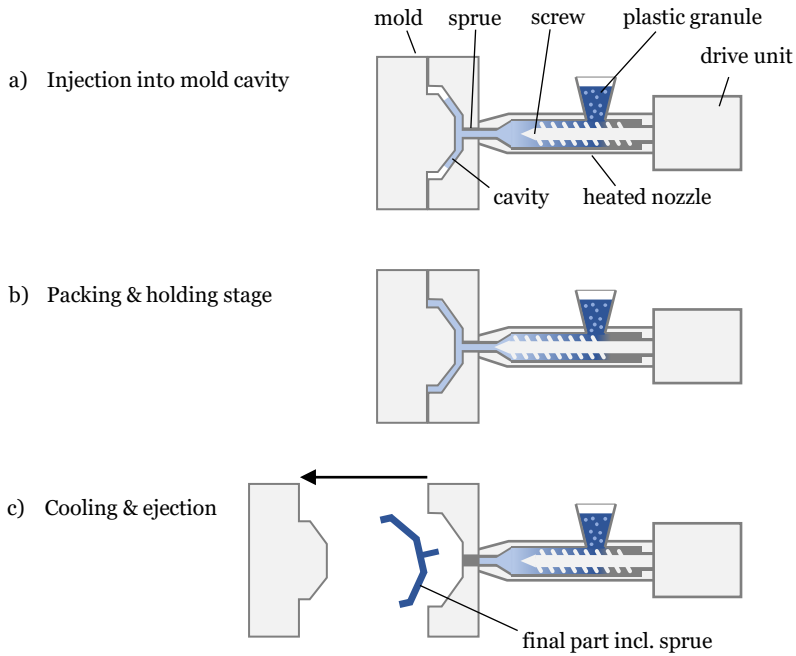 mold sprue screw plastic granule
drive unit
a) Injection into mold cavity
cavity heated nozzle
b) Packing & holding stage
c) Cooling & ejection
final part incl. sprue